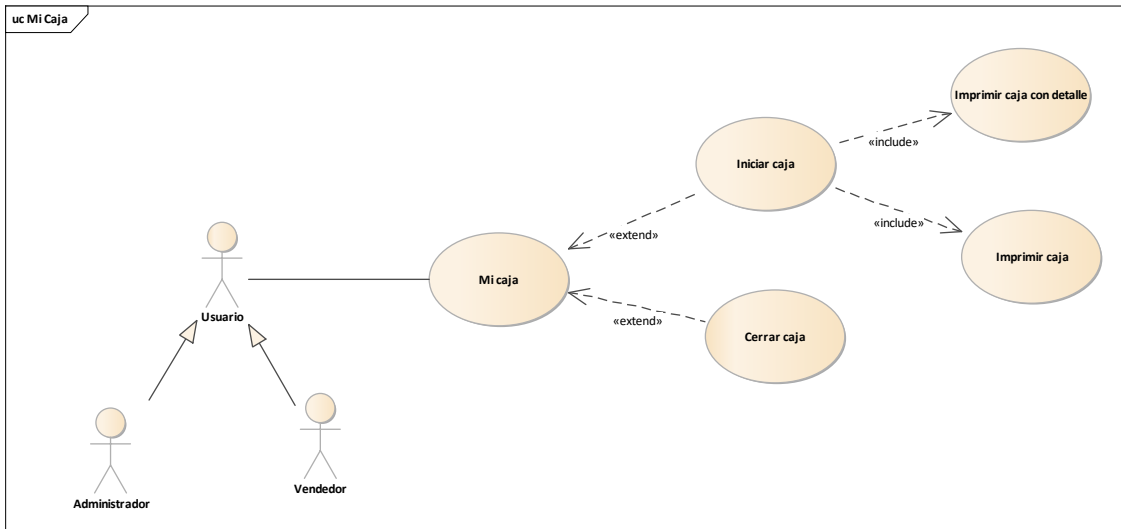 uc Mi Caja
Imprimir caja con detalle
«include»
Iniciar caja
«include»
Imprimir caja
«extend»
Mi caja
«extend»
Cerrar caja
Usuario
Administrador
Vendedor